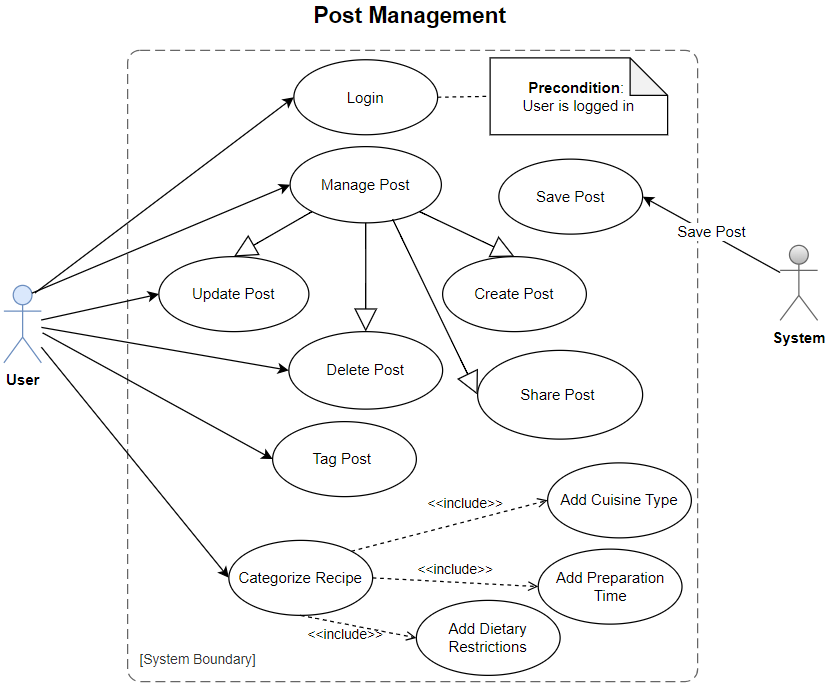 Post Management
Login
Precondition:
User is logged in
Manage Post
Save Post
Save Post
Update Post
Create Post
System
Delete Post
User
Share Post
Tag Post
<<include>>
Add Cuisine Type
<<include>>
Categorize Recipe
Add Preparation
Time
<<include>>
Add Dietary
Restrictions
[System Boundary]